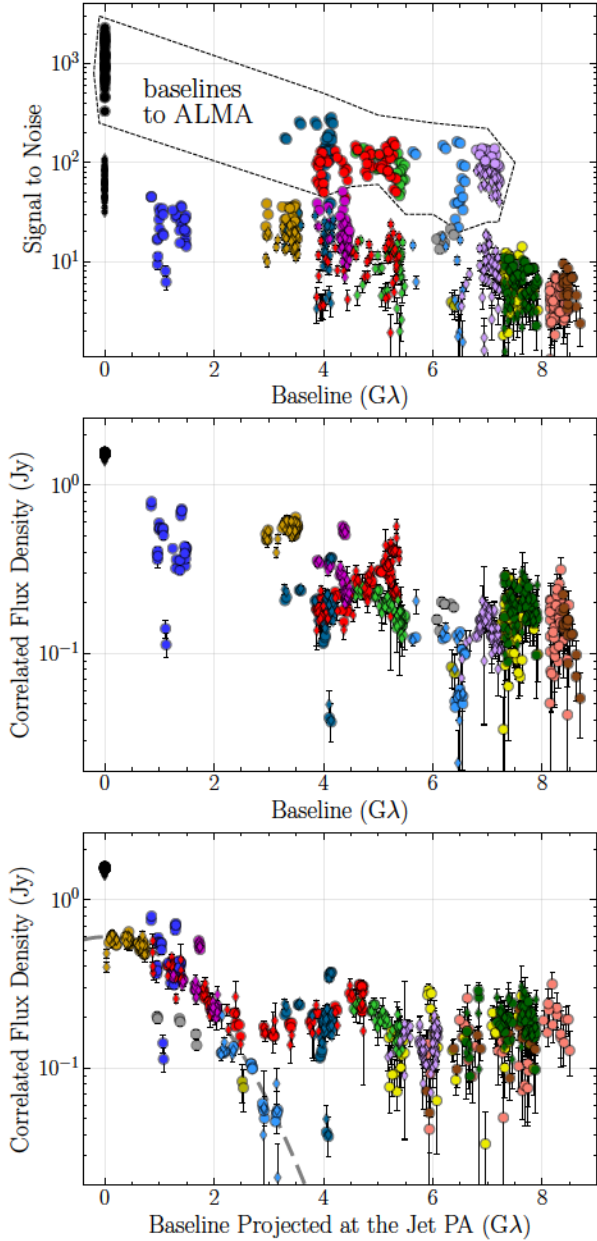 10³
10²
10¹
Signal to Noise
baselines
to ALMA
0 2 4 6 8
Baseline (Gλ)
10⁰
10⁻¹
Correlated Flux Density (Jy)
0 2 4 6 8
Baseline (Gλ)
10⁰
10⁻¹
Correlated Flux Density (Jy)
0 2 4 6 8
Baseline Projected at the Jet PA (Gλ)